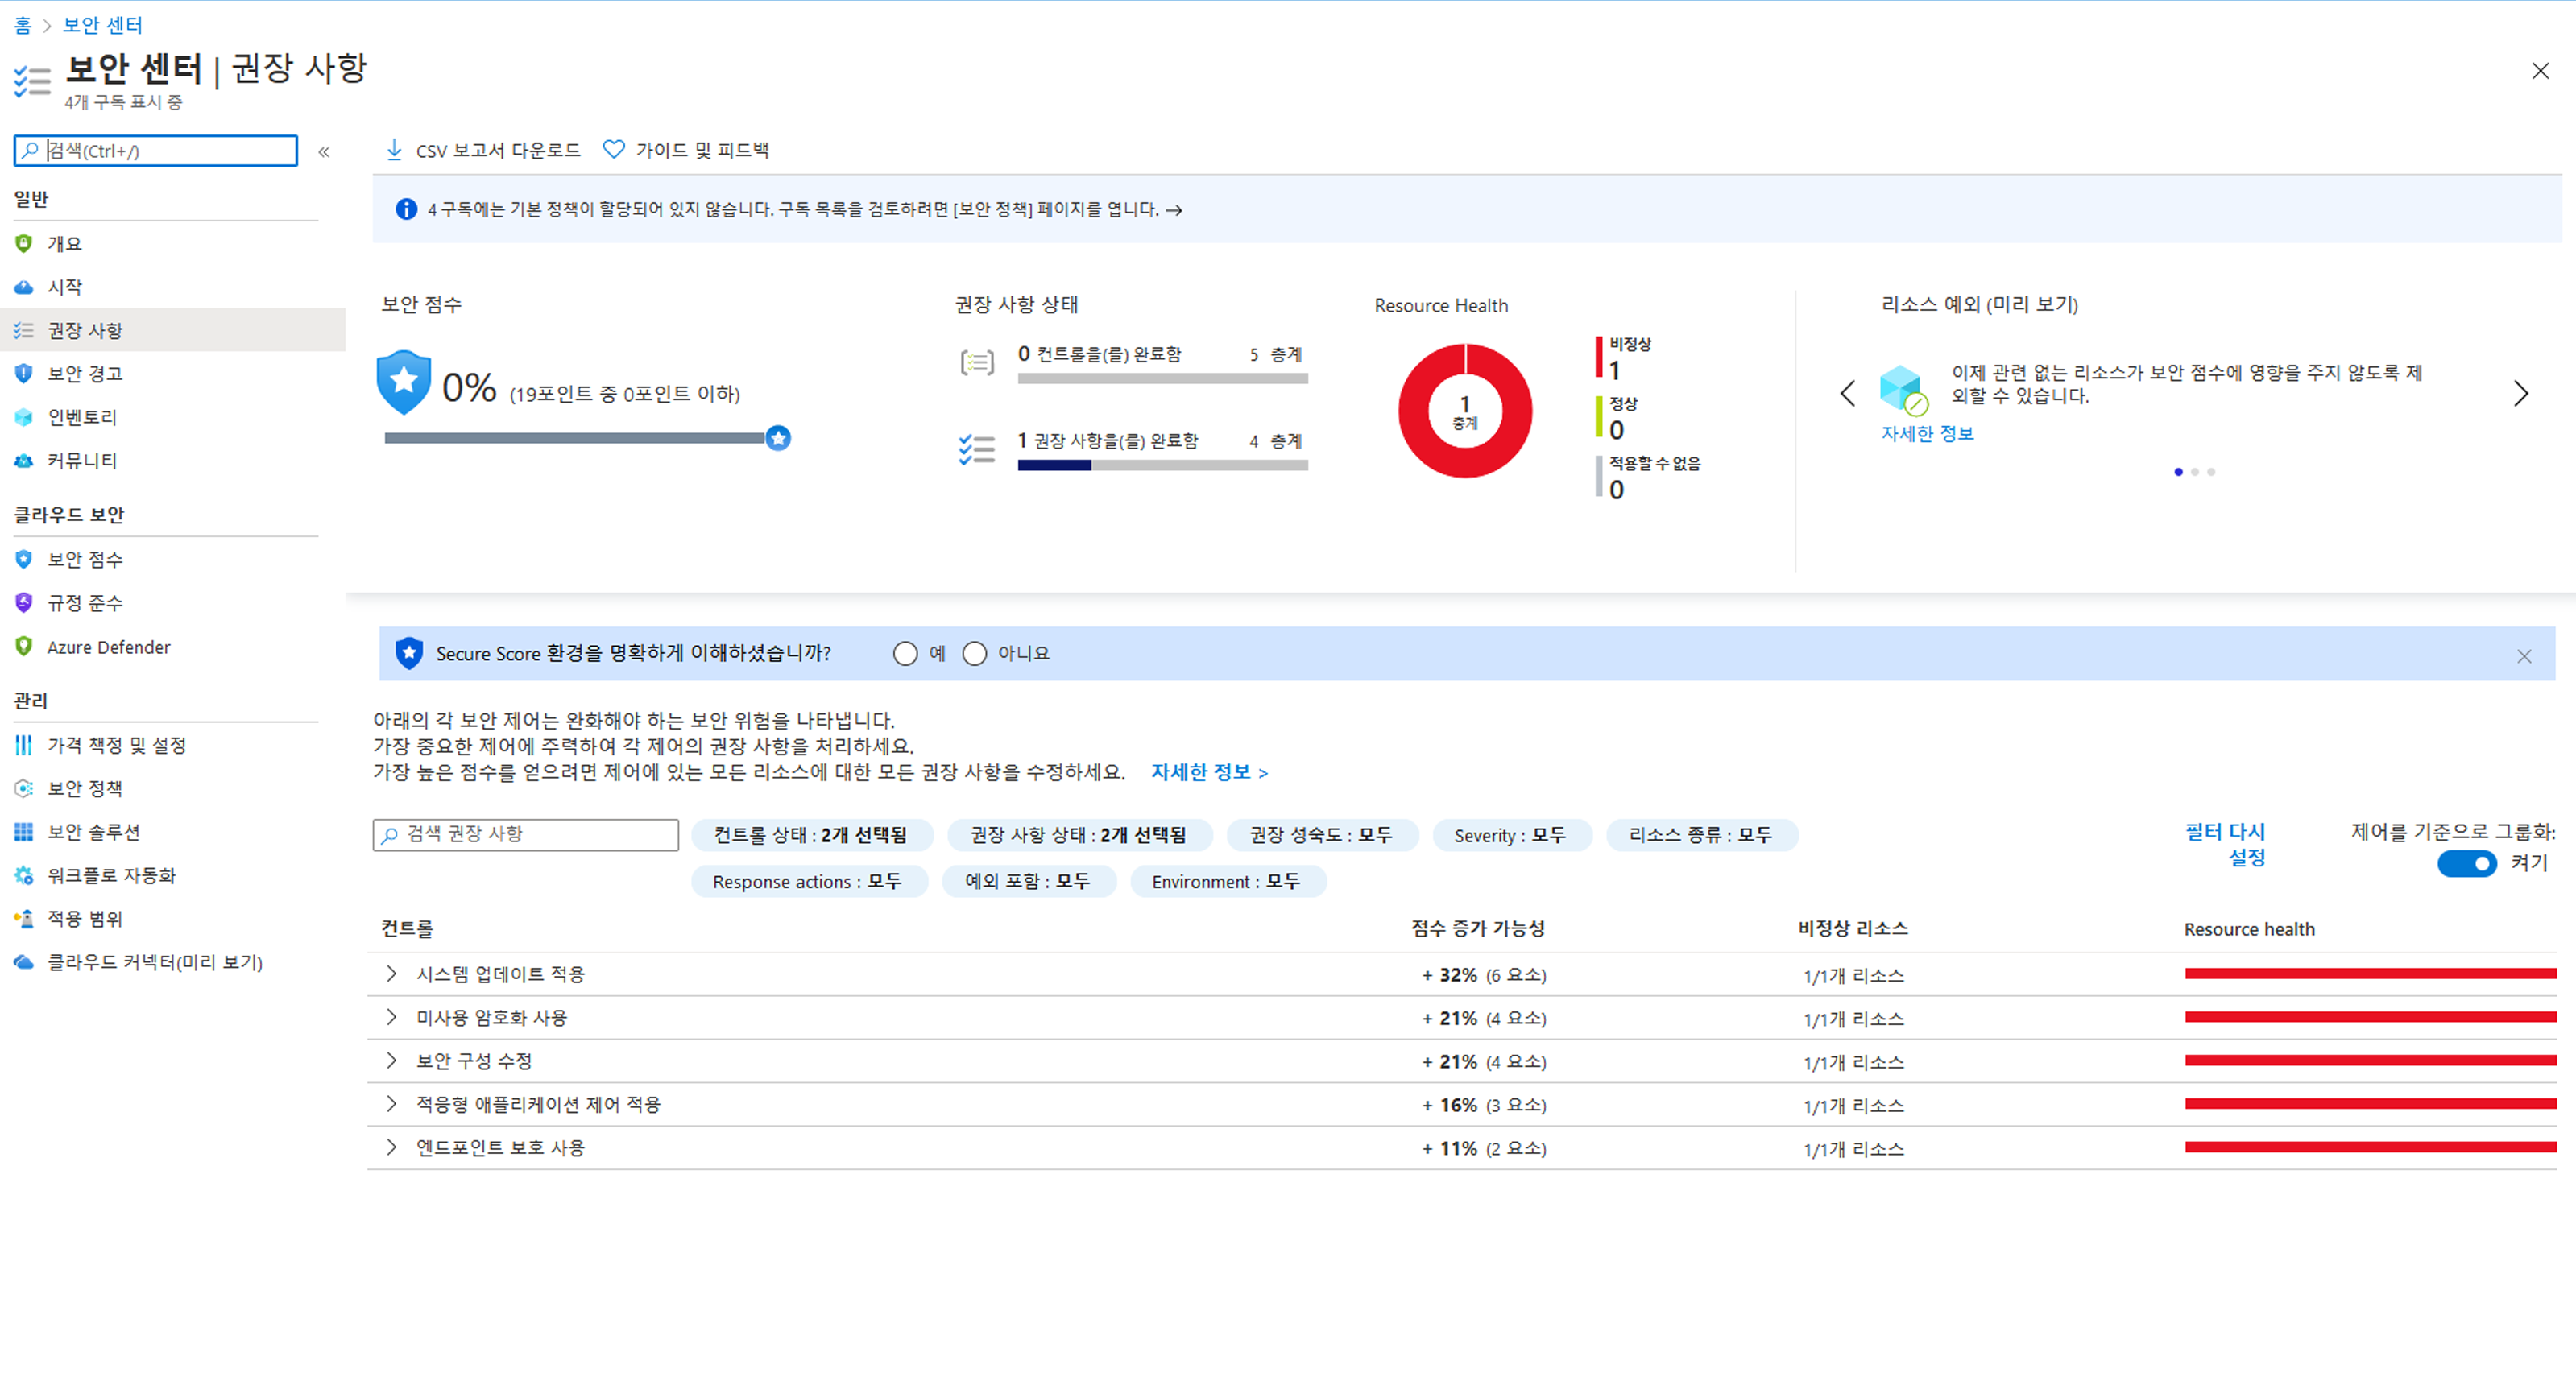 홈 > 보안 센터
보안 센터 | 권장 사항
4개 구독 표시 중
검색(Ctrl+/)
«
일반
개요
시작
권장 사항
보안 경고
인벤토리
커뮤니티
클라우드 보안
보안 점수
규정 준수
Azure Defender
관리
가격 책정 및 설정
보안 정책
보안 솔루션
워크플로 자동화
적용 범위
클라우드 커넥터(미리 보기)
CSV 보고서 다운로드 가이드 및 피드백
4 구독에는 기본 정책이 할당되어 있지 않습니다. 구독 목록을 검토하려면 [보안 정책] 페이지를 엽니다. →
보안 점수
0% (19포인트 중 0포인트 이하)
권장 사항 상태
0 컨트롤을(를) 완료함 5 총계
1 권장 사항을(를) 완료함 4 총계
Resource Health
1
총계
비정상
1
정상
0
적용할 수 없음
0
리소스 예외 (미리 보기)
이제 관련 없는 리소스가 보안 점수에 영향을 주지 않도록 제
외할 수 있습니다.
자세한 정보
Secure Score 환경을 명확하게 이해하셨습니까? 예 아니요
아래의 각 보안 제어는 완화해야 하는 보안 위험을 나타냅니다.
가장 중요한 제어에 주력하여 각 제어의 권장 사항을 처리하세요.
가장 높은 점수를 얻으려면 제어에 있는 모든 리소스에 대한 모든 권장 사항을 수정하세요. 자세한 정보 >
검색 권장 사항
컨트롤 상태 : 2개 선택됨 권장 사항 상태 : 2개 선택됨 권장 성숙도 : 모두 Severity : 모두 리소스 종류 : 모두
Response actions : 모두 예외 포함 : 모두 Environment : 모두
필터 다시
설정
제어를 기준으로 그룹화:
켜기
컨트롤 점수 증가 가능성 비정상 리소스 Resource health
시스템 업데이트 적용 + 32% (6 요소) 1/1개 리소스
미사용 암호화 사용 + 21% (4 요소) 1/1개 리소스
보안 구성 수정 + 21% (4 요소) 1/1개 리소스
적응형 애플리케이션 제어 적용 + 16% (3 요소) 1/1개 리소스
엔드포인트 보호 사용 + 11% (2 요소) 1/1개 리소스